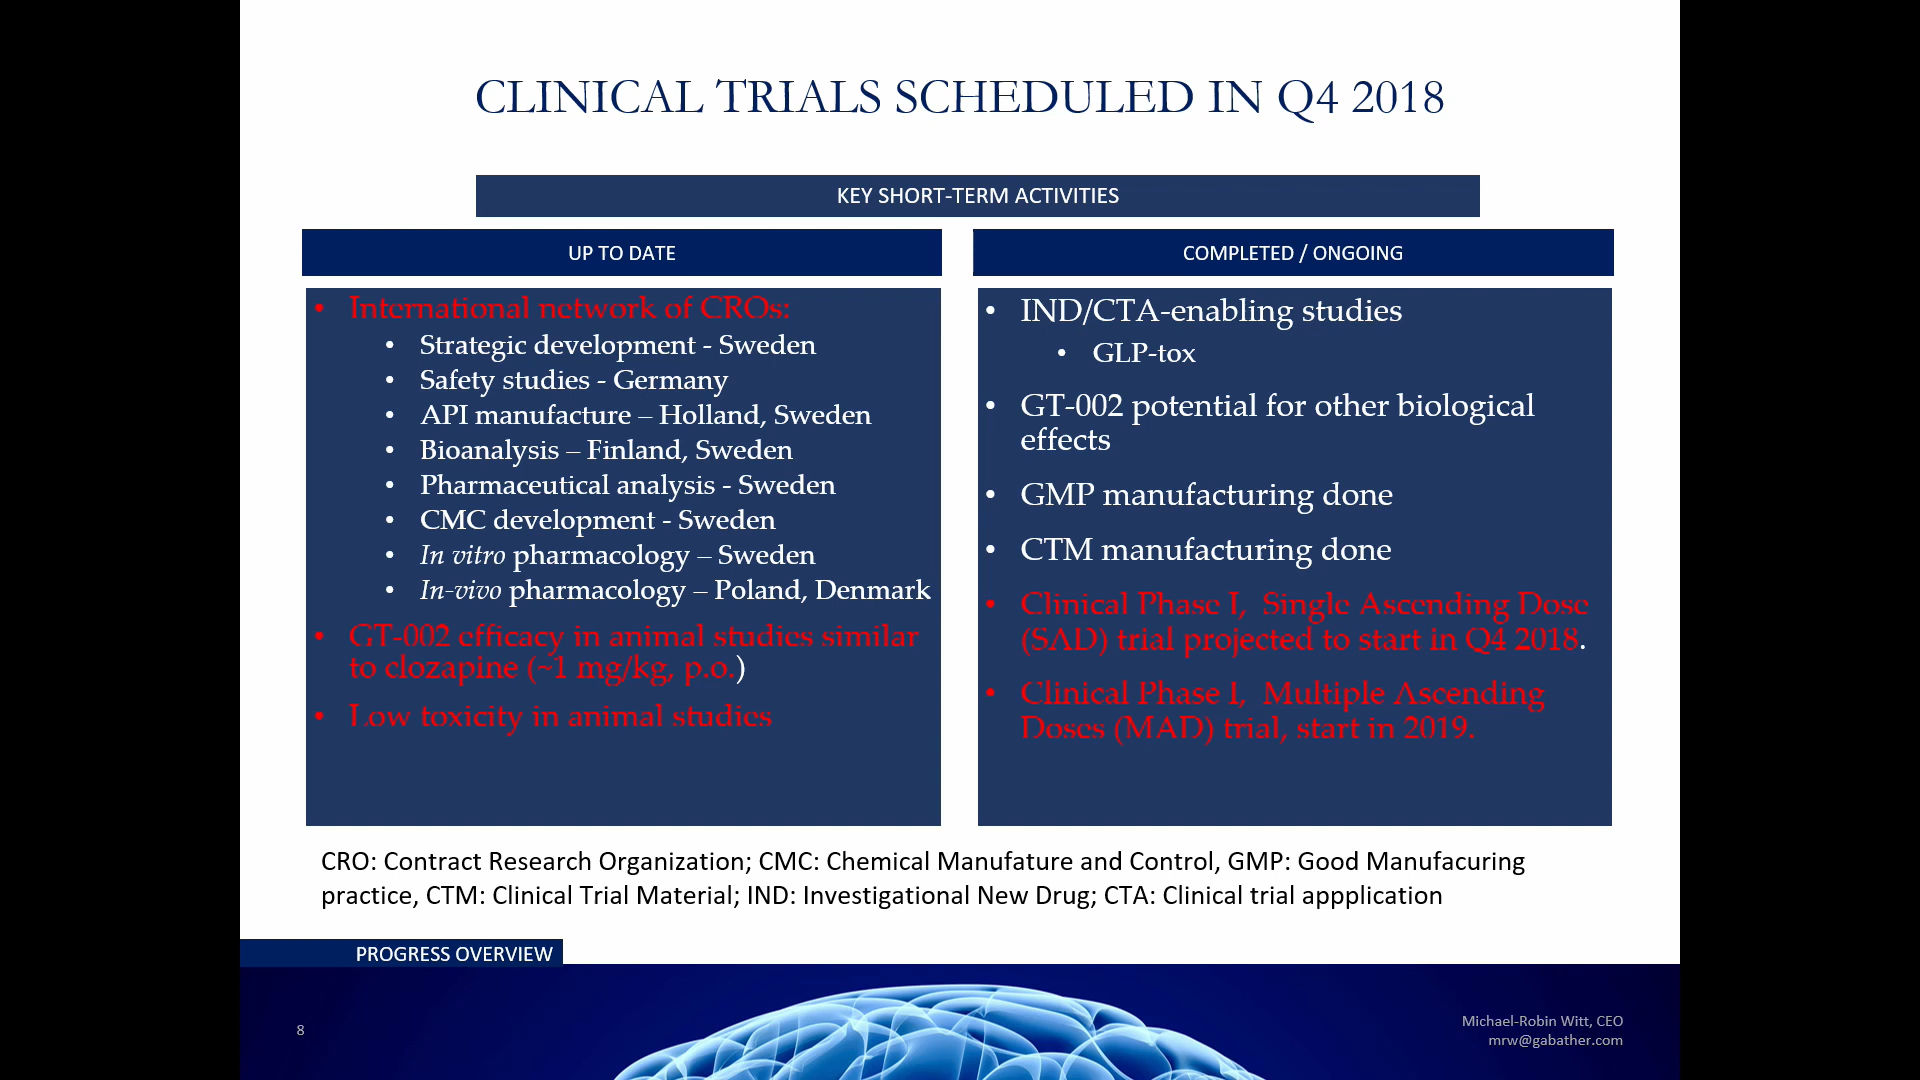 CLINICAL TRIALS SCHEDULED IN Q4 2018
KEY SHORT-TERM ACTIVITIES
UP TO DATE
• International network of CROs:
• Strategic development - Sweden
• Safety studies - Germany
• API manufacture – Holland, Sweden
• Bioanalysis – Finland, Sweden
• Pharmaceutical analysis - Sweden
• CMC development - Sweden
• In vitro pharmacology – Sweden
• In-vivo pharmacology – Poland, Denmark
• GT-002 efficacy in animal studies similar
to clozapine (~1 mg/kg, p.o.)
• Low toxicity in animal studies
COMPLETED / ONGOING
• IND/CTA-enabling studies
• GLP-tox
• GT-002 potential for other biological
effects
• GMP manufacturing done
• CTM manufacturing done
• Clinical Phase I, Single Ascending Dose
(SAD) trial projected to start in Q4 2018.
• Clinical Phase I, Multiple Ascending
Doses (MAD) trial, start in 2019.
CRO: Contract Research Organization; CMC: Chemical Manufature and Control, GMP: Good Manufacuring
practice, CTM: Clinical Trial Material; IND: Investigational New Drug; CTA: Clinical trial appplication
PROGRESS OVERVIEW
8
Michael-Robin Witt, CEO
mrw@gabather.com